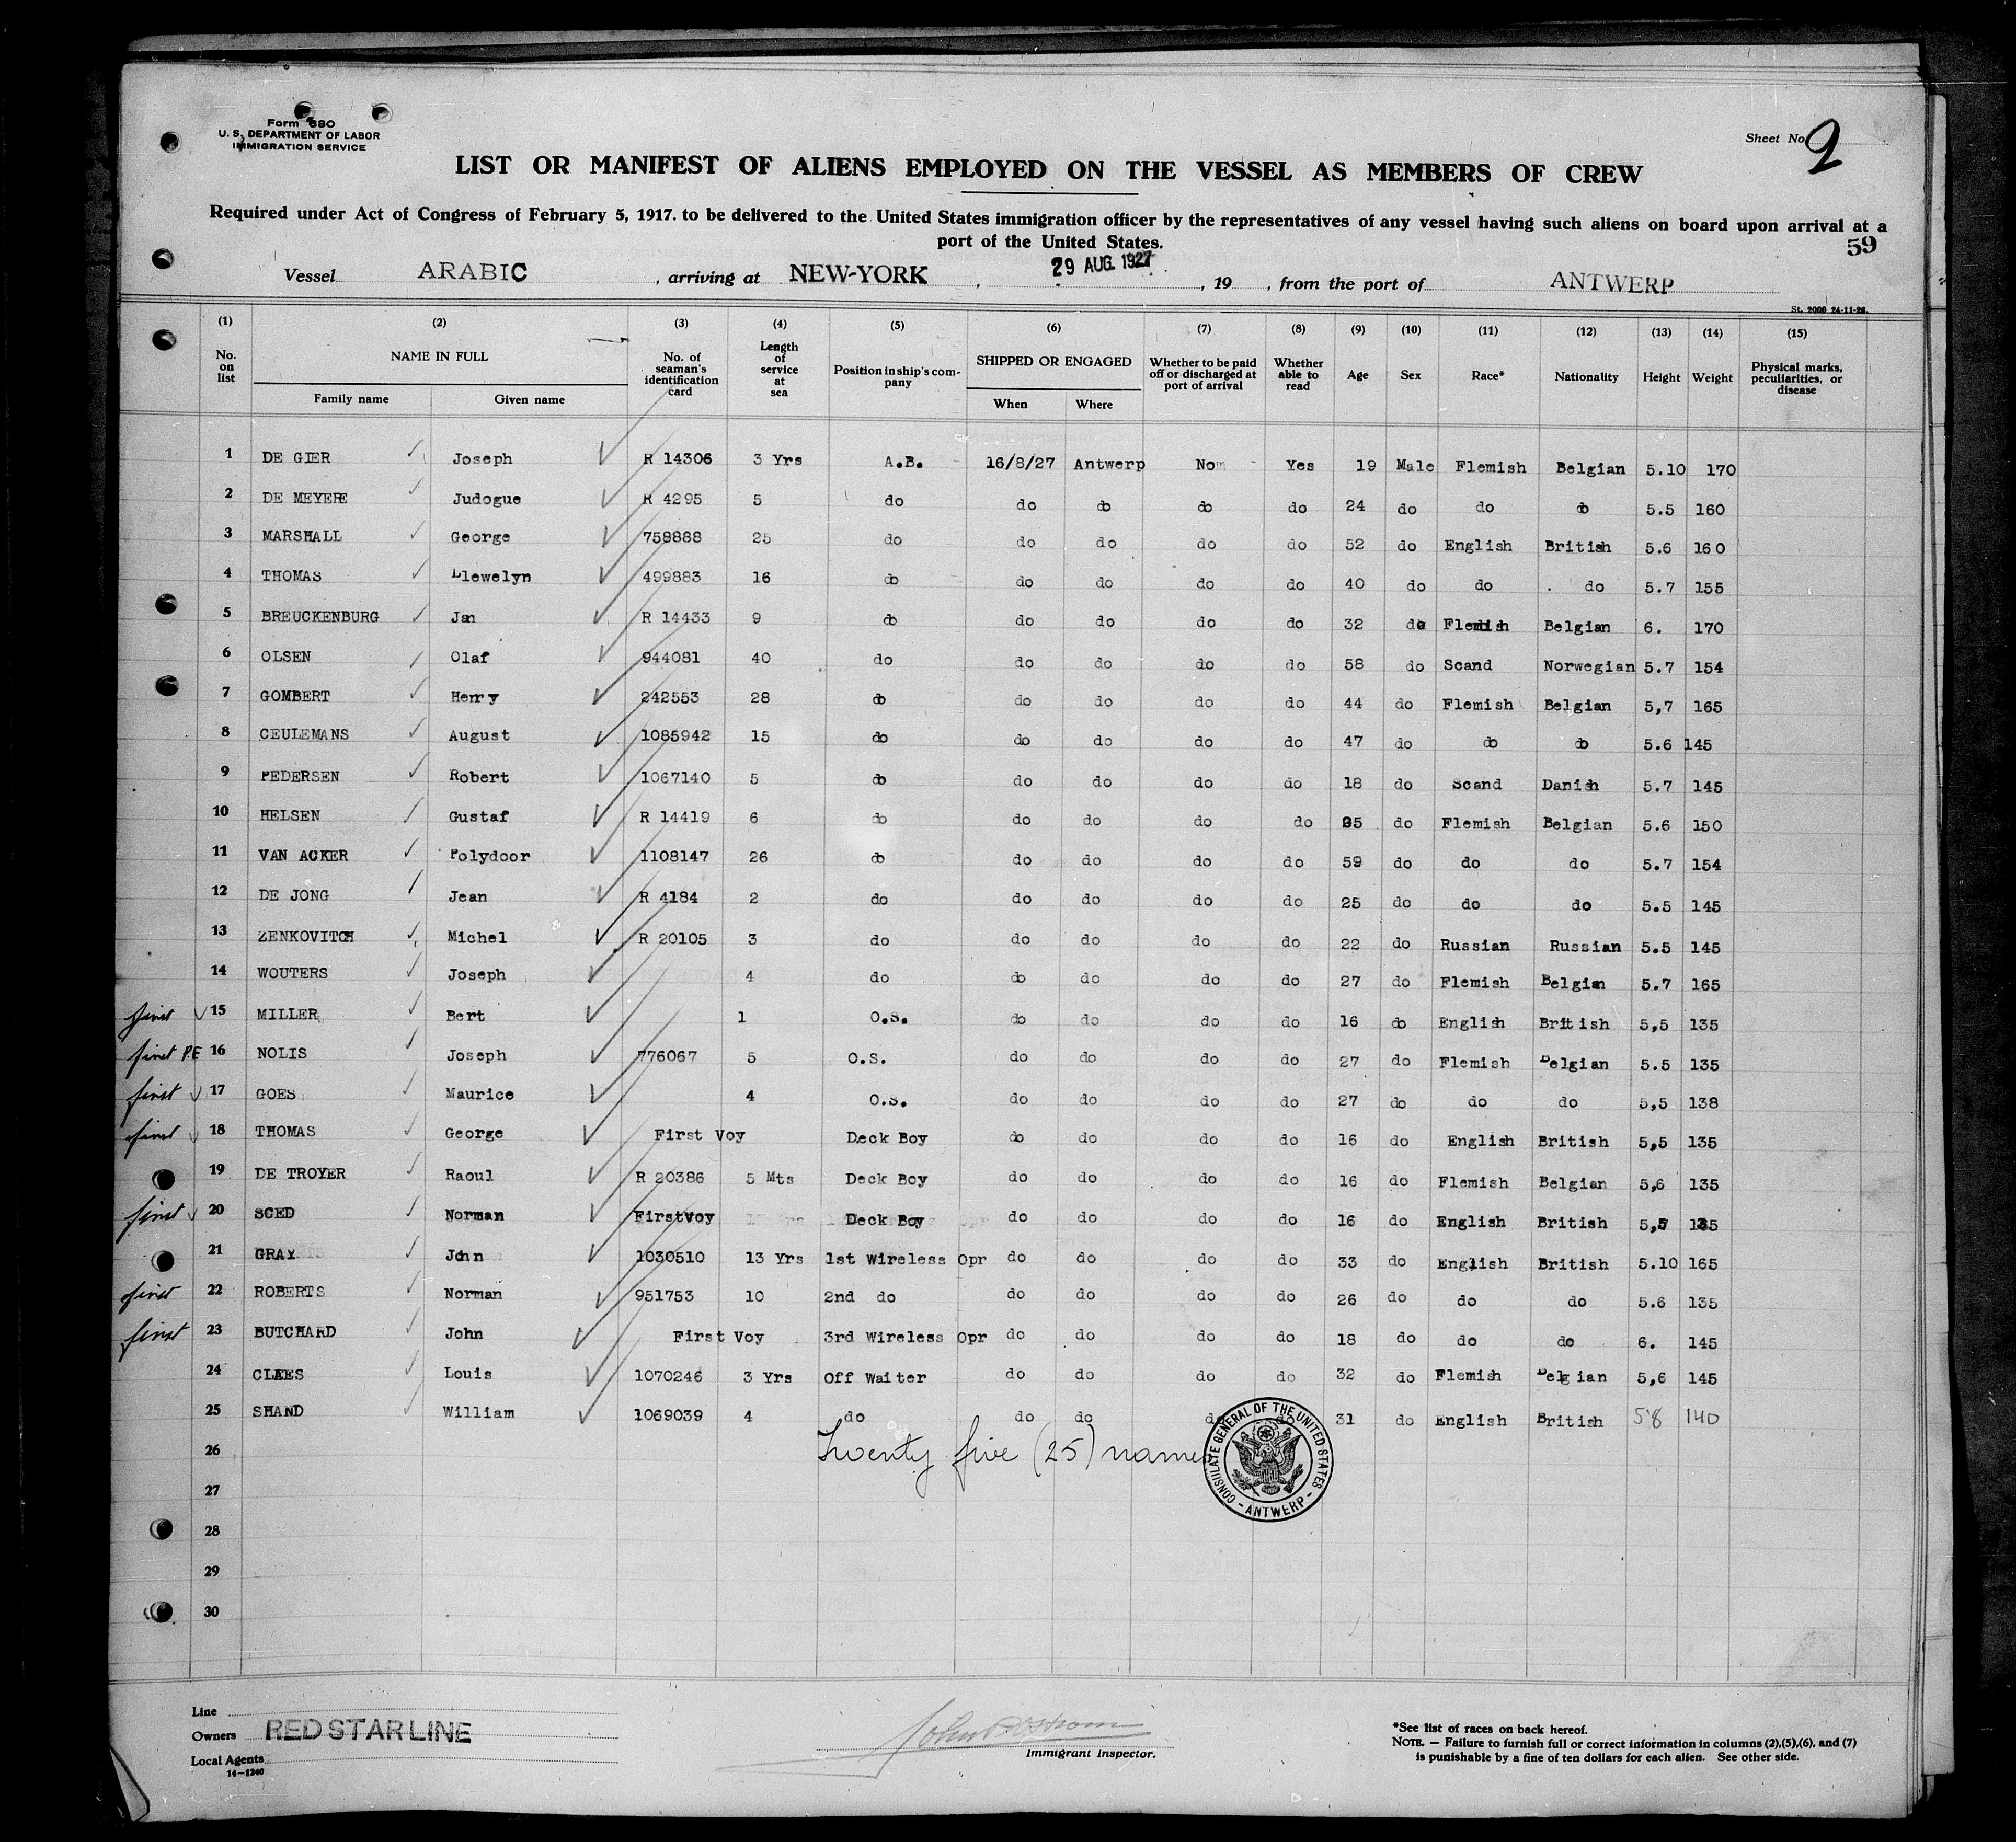 Form 680
U. S. DEPARTMENT OF LABOR
IMMIGRATION SERVICE
Sheet No. 2
LIST OR MANIFEST OF ALIENS EMPLOYED ON THE VESSEL AS MEMBERS OF CREW
Required under Act of Congress of February 5, 1917. to be delivered to the United States immigration officer by the representatives of any vessel having such aliens on board upon arrival at a
port of the United States.
59
Vessel ARABIC, arriving at NEW-YORK, 29 AUG. 1927, 19 , from the port of ANTWERP
St. 2000 24-11-26.
(1) (2) (3) (4) (5) (6) (7) (8) (9) (10) (11) (12) (13) (14) (15)
No. on list NAME IN FULL Family name Given name No. of seaman's identification card Length of service at sea Position in ship's company SHIPPED OR ENGAGED When Where Whether to be paid off or discharged at port of arrival Whether able to read Age Sex Race* Nationality Height Weight Physical marks, peculiarities, or disease
1 DE GIER Joseph R 14306 3 Yrs A.B. 16/8/27 Antwerp No Yes 19 Male Flemish Belgian 5.10 170
2 DE MEYERE Judogue R 4295 5 do do do do do 24 do do do 5.5 160
3 MARSHALL George 758888 25 do do do do do 52 do English British 5.6 160
4 THOMAS Llewelyn 499883 16 do do do do do 40 do do do 5.7 155
5 BREUCKENBURG Jan R 14433 9 do do do do do 32 do Flemish Belgian 6. 170
6 OLSEN Olaf 944081 40 do do do do do 58 do Scand Norwegian 5.7 154
7 GOMBERT Henry 242553 28 do do do do do 44 do Flemish Belgian 5,7 165
8 CEULEMANS August 1085942 15 do do do do do 47 do do do 5.6 145
9 PEDERSEN Robert 1067140 5 do do do do do 18 do Scand Danish 5.7 145
10 HELSEN Gustaf R 14419 6 do do do do do 35 do Flemish Belgian 5.6 150
11 VAN ACKER Polydoor 1108147 26 do do do do do 59 do do do 5.7 154
12 DE JONG Jean R 4184 2 do do do do do 25 do do do 5.5 145
13 ZENKOVITCH Michel R 20105 3 do do do do do 22 do Russian Russian 5.5 145
14 WOUTERS Joseph 4 do do do do do 27 do Flemish Belgian 5.7 165
first 15 MILLER Bert 1 O.S. do do do do 16 do English British 5,5 135
first P.E 16 NOLIS Joseph 776067 5 O.S. do do do do 27 do Flemish Belgian 5.5 135
first 17 GOES Maurice 4 O.S. do do do do 27 do do do 5,5 138
first 18 THOMAS George First Voy Deck Boy do do do do 16 do English British 5,5 135
19 DE TROYER Raoul R 20386 5 Mts Deck Boy do do do do 16 do Flemish Belgian 5,6 135
first 20 SCED Norman Firstvoy Deck Boy do do do do 16 do English British 5,5 135
21 GRAY John 1030510 13 Yrs 1st Wireless Opr do do do do 33 do English British 5.10 165
first 22 ROBERTS Norman 951753 10 2nd do do do do do 26 do do do 5.6 135
first 23 BUTCHARD John First Voy 3rd Wireless Opr do do do do 18 do do do 6. 145
24 CLAES Louis 1070246 3 Yrs Off Waiter do do do do 32 do Flemish Belgian 5,6 145
25 SHAND William 1069039 4 do do do do do 31 do English British 5'8 140
26 Twenty five (25) names
CONSULATE GENERAL OF THE UNITED STATES - ANTWERP -
27
28
29
30
Line
Owners RED STAR LINE
Local Agents
14-1240
Immigrant Inspector.
*See list of races on back hereof.
NOTE. — Failure to furnish full or correct information in columns (2),(5),(6), and (7)
is punishable by a fine of ten dollars for each alien. See other side.